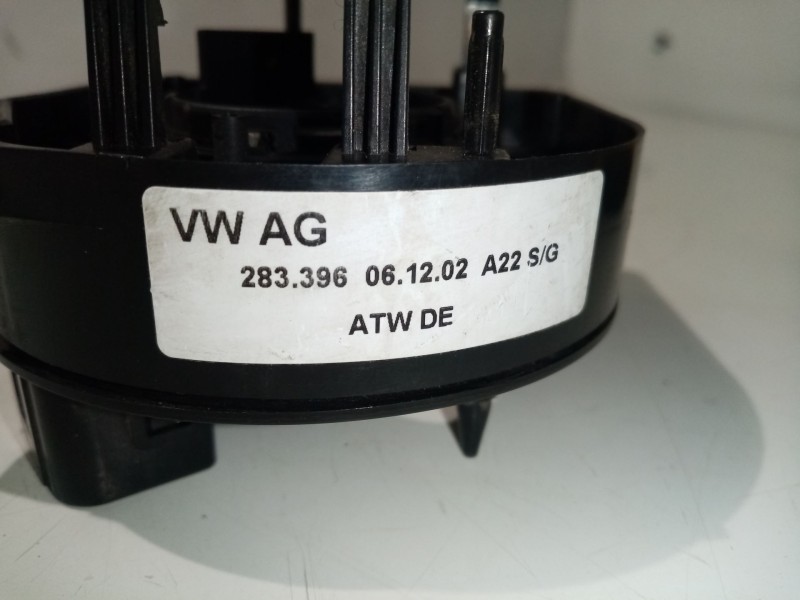 VW AG
283.396 06.12.02 A22 S/G
ATW DE